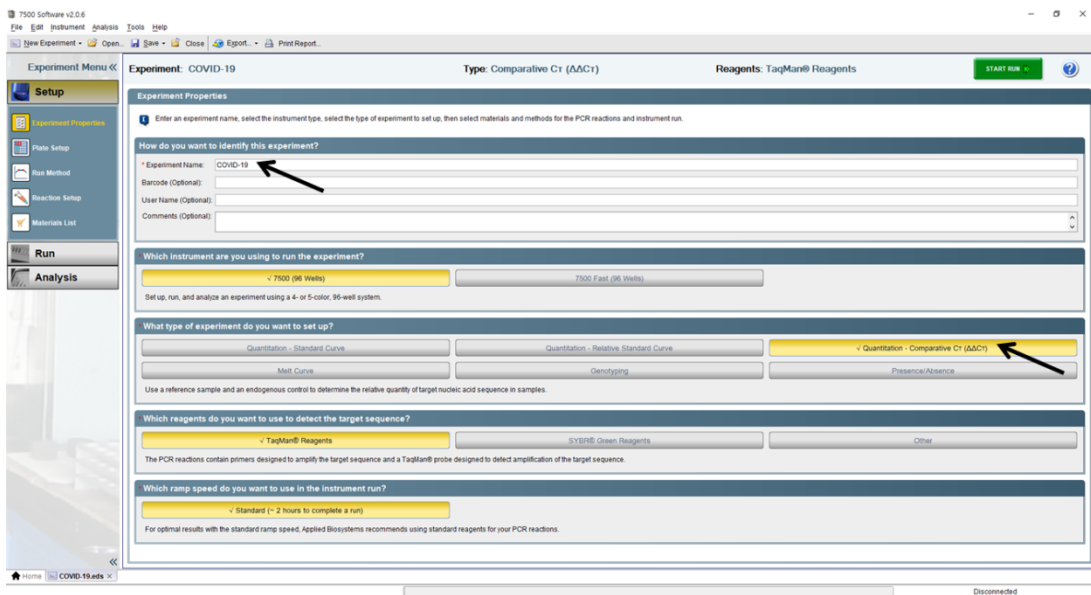 7500 Software v2.0.6
File Edit Instrument Analysis Tools Help
New Experiment Open... Save Close Export... Print Report...
Experiment Menu «
Experiment: COVID-19 Type: Comparative Cт (ΔΔCт) Reagents: TaqMan® Reagents START RUN ?
Setup
Experiment Properties
Plate Setup
Run Method
Reaction Setup
Materials List
Run
Analysis
Experiment Properties
Enter an experiment name, select the instrument type, select the type of experiment to set up, then select materials and methods for the PCR reactions and instrument run.
How do you want to identify this experiment?
* Experiment Name: COVID-19
Barcode (Optional):
User Name (Optional):
Comments (Optional):
* Which instrument are you using to run the experiment?
√ 7500 (96 Wells) 7500 Fast (96 Wells)
Set up, run, and analyze an experiment using a 4- or 5-color, 96-well system.
* What type of experiment do you want to set up?
Quantitation - Standard Curve Quantitation - Relative Standard Curve √ Quantitation - Comparative Cт (ΔΔCт)
Melt Curve Genotyping Presence/Absence
Use a reference sample and an endogenous control to determine the relative quantity of target nucleic acid sequence in samples.
* Which reagents do you want to use to detect the target sequence?
√ TaqMan® Reagents SYBR® Green Reagents Other
The PCR reactions contain primers designed to amplify the target sequence and a TaqMan® probe designed to detect amplification of the target sequence.
* Which ramp speed do you want to use in the instrument run?
√ Standard (~ 2 hours to complete a run)
For optimal results with the standard ramp speed, Applied Biosystems recommends using standard reagents for your PCR reactions.
«
Home COVID-19.eds ×
Disconnected